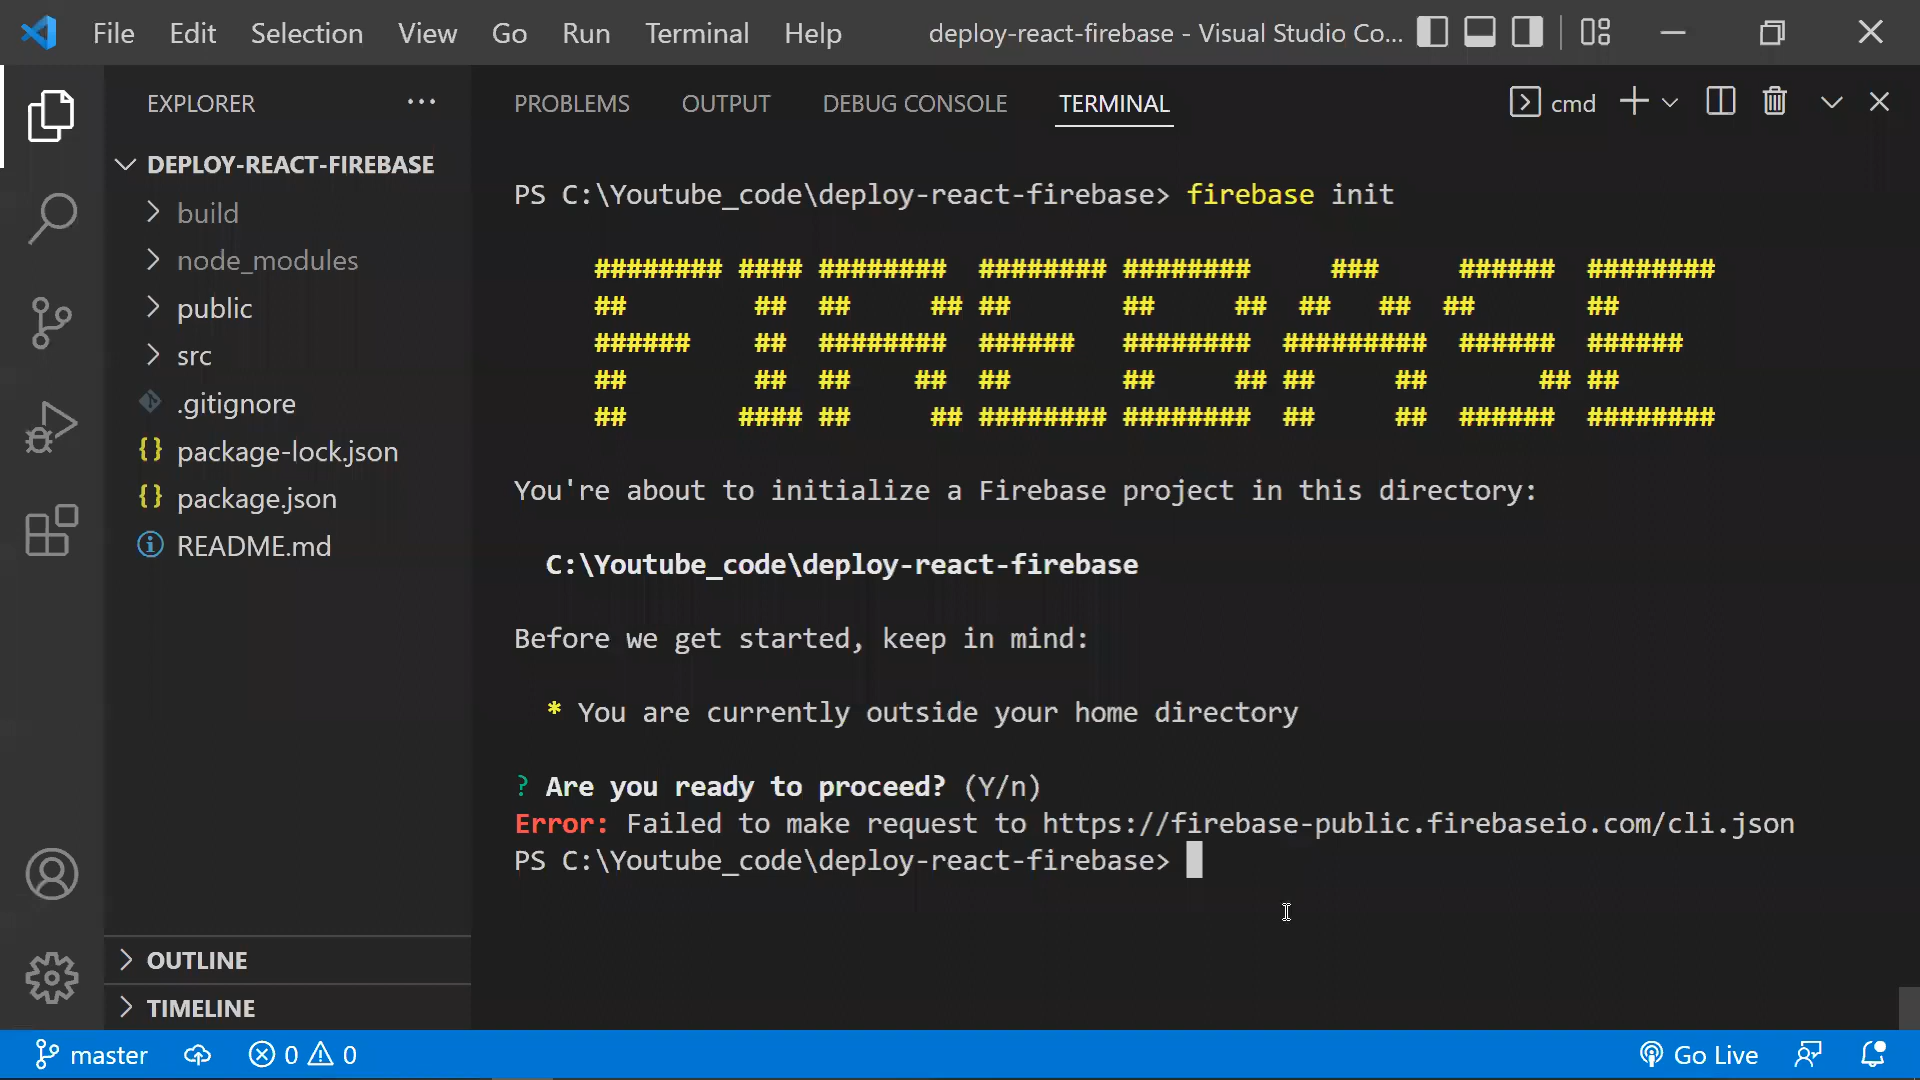 File Edit Selection View Go Run Terminal Help deploy-react-firebase - Visual Studio Co...
EXPLORER ...
DEPLOY-REACT-FIREBASE
build
node_modules
public
src
.gitignore
{} package-lock.json
{} package.json
README.md
OUTLINE
TIMELINE
PROBLEMS OUTPUT DEBUG CONSOLE TERMINAL cmd
PS C:\Youtube_code\deploy-react-firebase> firebase init
######## #### ########  ######## ########     ###     ######  ########
##        ##  ##     ## ##       ##     ##  ##   ##  ##       ##
######    ##  ########  ######   ########  #########  ######  ######
##        ##  ##    ##  ##       ##     ## ##     ##       ## ##
##       #### ##     ## ######## ########  ##     ##  ######  ########
You're about to initialize a Firebase project in this directory:
C:\Youtube_code\deploy-react-firebase
Before we get started, keep in mind:
* You are currently outside your home directory
? Are you ready to proceed? (Y/n)
Error: Failed to make request to https://firebase-public.firebaseio.com/cli.json
PS C:\Youtube_code\deploy-react-firebase>
master 0 0 Go Live